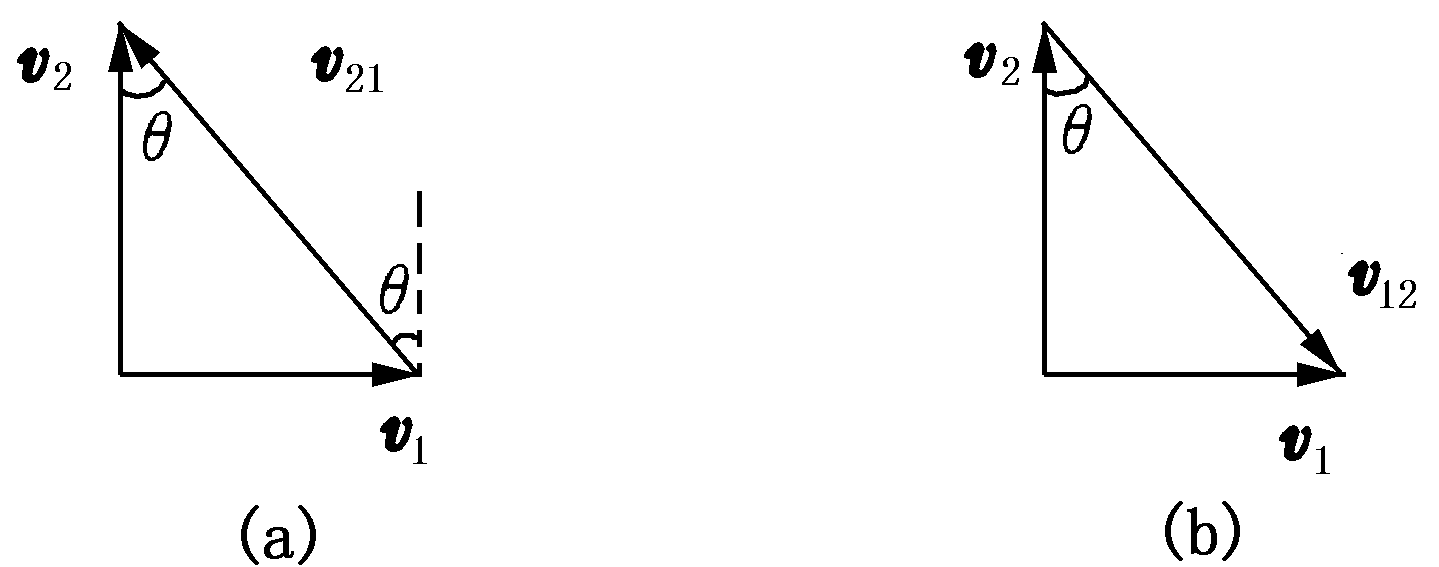 v₂ v₂₁ v₂
θ θ
θ v₁₂
v₁ v₁
(a) (b)